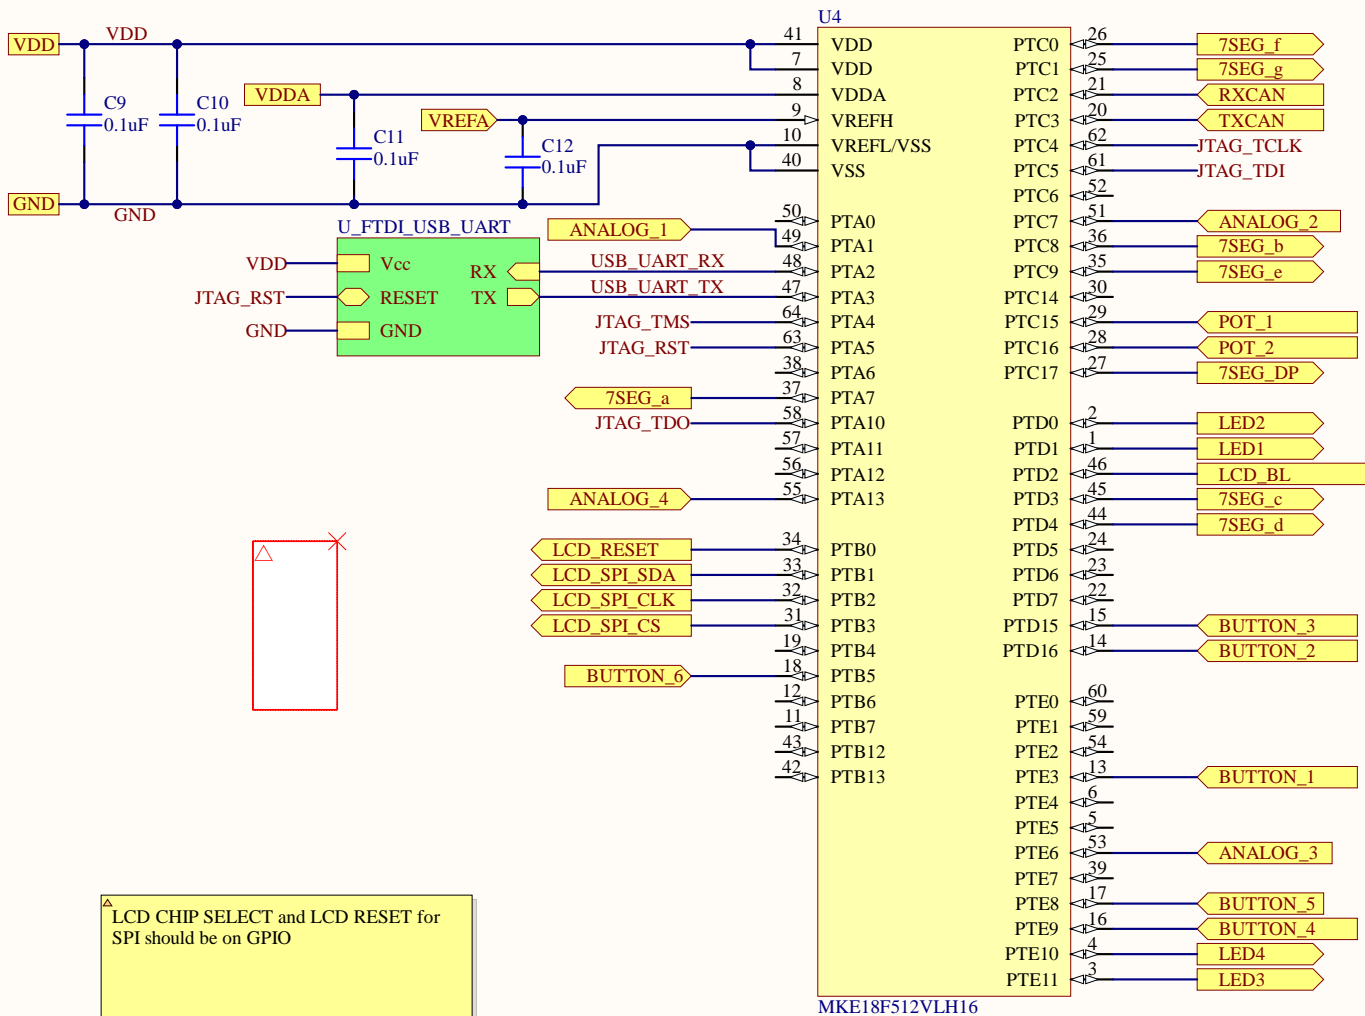 U4
VDD
VDD
41
VDD
PTC0
26
7SEG_f
7
VDD
PTC1
25
7SEG_g
VDDA
8
VDDA
PTC2
21
RXCAN
C9
0.1uF
C10
0.1uF
VREFA
9
VREFH
PTC3
20
TXCAN
C11
0.1uF
C12
0.1uF
10
VREFL/VSS
PTC4
62
JTAG_TCLK
40
VSS
PTC5
61
JTAG_TDI
PTC6
52
GND
GND
U_FTDI_USB_UART
ANALOG_1
50
PTA0
PTC7
51
ANALOG_2
49
PTA1
PTC8
36
7SEG_b
VDD
Vcc
RX
USB_UART_RX
48
PTA2
PTC9
35
7SEG_e
JTAG_RST
RESET
TX
USB_UART_TX
47
PTA3
PTC14
30
JTAG_TMS
64
PTA4
PTC15
29
POT_1
GND
GND
JTAG_RST
63
PTA5
PTC16
28
POT_2
38
PTA6
PTC17
27
7SEG_DP
7SEG_a
37
PTA7
JTAG_TDO
58
PTA10
PTD0
2
LED2
57
PTA11
PTD1
1
LED1
56
PTA12
PTD2
46
LCD_BL
ANALOG_4
55
PTA13
PTD3
45
7SEG_c
PTD4
44
7SEG_d
LCD_RESET
34
PTB0
PTD5
24
LCD_SPI_SDA
33
PTB1
PTD6
23
LCD_SPI_CLK
32
PTB2
PTD7
22
LCD_SPI_CS
31
PTB3
PTD15
15
BUTTON_3
19
PTB4
PTD16
14
BUTTON_2
BUTTON_6
18
PTB5
12
PTB6
PTE0
60
11
PTB7
PTE1
59
43
PTB12
PTE2
54
42
PTB13
PTE3
13
BUTTON_1
PTE4
6
PTE5
5
PTE6
53
ANALOG_3
PTE7
39
PTE8
17
BUTTON_5
PTE9
16
BUTTON_4
PTE10
4
LED4
PTE11
3
LED3
MKE18F512VLH16
LCD CHIP SELECT and LCD RESET for
SPI should be on GPIO